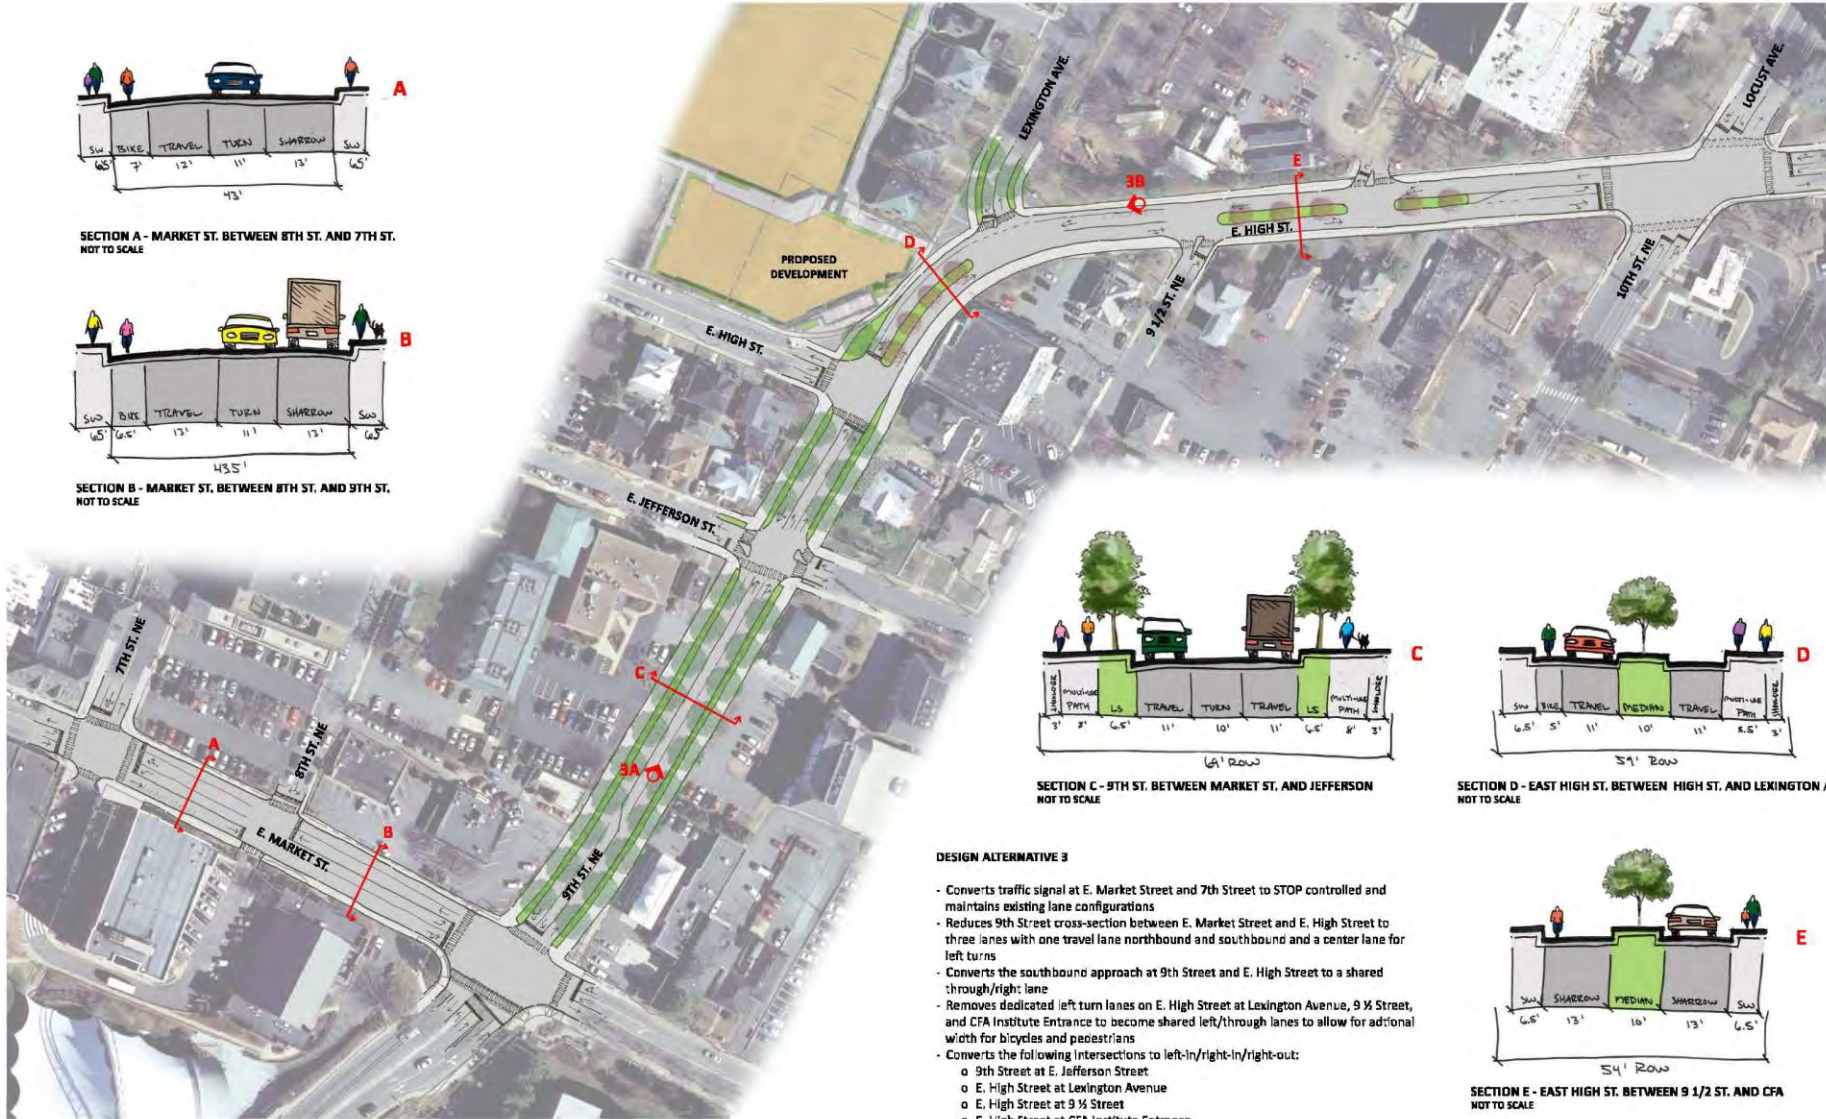 A
SW BIKE TRAVEL TURN SHARROW SW
6.5' 7' 12' 11' 13' 6.5'
43'
SECTION A - MARKET ST. BETWEEN 8TH ST. AND 7TH ST.
NOT TO SCALE
B
SW BIKE TRAVEL TURN SHARROW SW
6.5' 6.5' 13' 11' 13' 6.5'
43.5'
SECTION B - MARKET ST. BETWEEN 8TH ST. AND 9TH ST.
NOT TO SCALE
LEXINGTON AVE.
LOCUST AVE.
3B
E
D
E. HIGH ST.
PROPOSED
DEVELOPMENT
E. HIGH ST.
9 1/2 ST. NE
10TH ST. NE
E. JEFFERSON ST.
7TH ST. NE
8TH ST. NE
A
B
C
3A
E. MARKET ST.
9TH ST. NE
C
SHOULDER MULTI-USE PATH LS TRAVEL TURN TRAVEL LS MULTI-USE PATH SHOULDER
3' 8' 6.5' 11' 10' 11' 6.5' 8' 3'
ROW
SECTION C - 9TH ST. BETWEEN MARKET ST. AND JEFFERSON
NOT TO SCALE
D
SW BIKE TRAVEL MEDIAN TRAVEL MULTI-USE PATH SHOULDER
6.5' 5' 11' 10' 11' 3'
59' ROW
SECTION D - EAST HIGH ST. BETWEEN HIGH ST. AND LEXINGTON
NOT TO SCALE
DESIGN ALTERNATIVE 3
- Converts traffic signal at E. Market Street and 7th Street to STOP controlled and
maintains existing lane configurations
- Reduces 9th Street cross-section between E. Market Street and E. High Street to
three lanes with one travel lane northbound and southbound and a center lane for
left turns
- Converts the southbound approach at 9th Street and E. High Street to a shared
through/right lane
- Removes dedicated left turn lanes on E. High Street at Lexington Avenue, 9 ½ Street,
and CFA Institute Entrance to become shared left/through lanes to allow for adtional
width for bicycles and pedestrians
- Converts the following intersections to left-in/right-in/right-out:
o 9th Street at E. Jefferson Street
o E. High Street at Lexington Avenue
o E. High Street at 9 ½ Street
o E. High Street at CFA Institute Entrance
E
SW SHARROW MEDIAN SHARROW SW
6.5' 13' 13' 6.5'
54' ROW
SECTION E - EAST HIGH ST. BETWEEN 9 1/2 ST. AND CFA
NOT TO SCALE